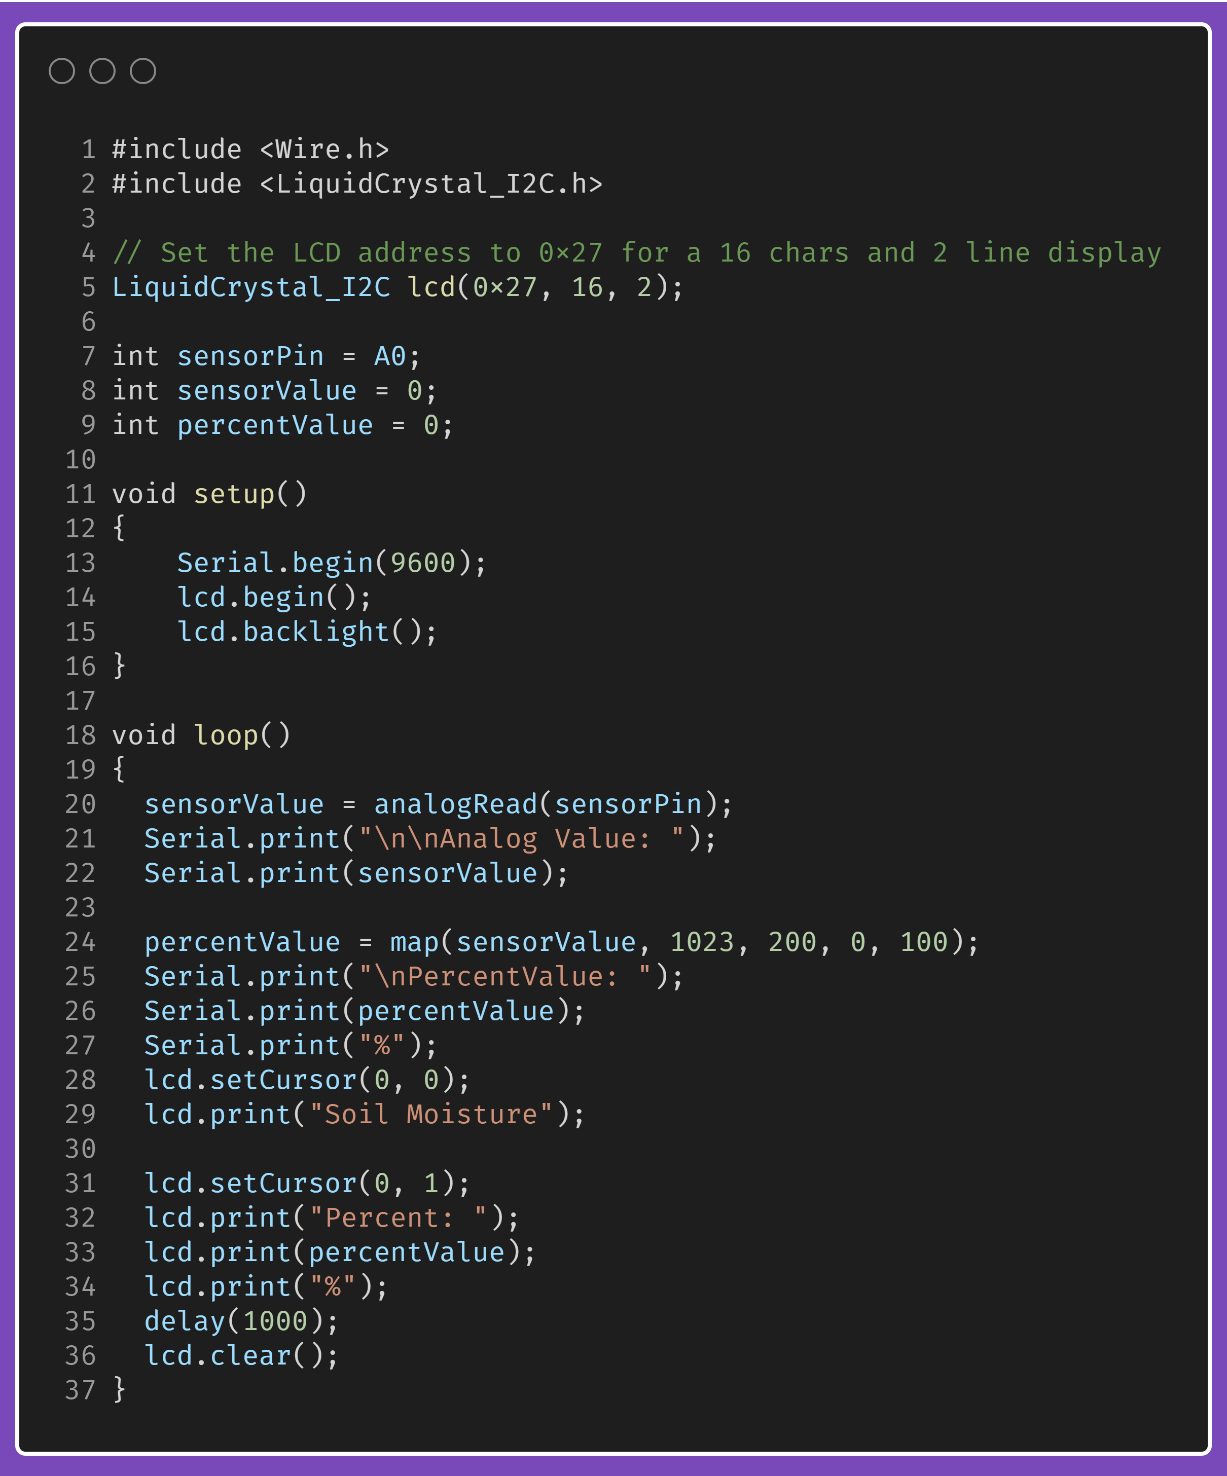 1 #include <Wire.h>
2 #include <LiquidCrystal_I2C.h>
3
4 // Set the LCD address to 0×27 for a 16 chars and 2 line display
5 LiquidCrystal_I2C lcd(0×27, 16, 2);
6
7 int sensorPin = A0;
8 int sensorValue = 0;
9 int percentValue = 0;
10
11 void setup()
12 {
13     Serial.begin(9600);
14     lcd.begin();
15     lcd.backlight();
16 }
17
18 void loop()
19 {
20   sensorValue = analogRead(sensorPin);
21   Serial.print("\n\nAnalog Value: ");
22   Serial.print(sensorValue);
23
24   percentValue = map(sensorValue, 1023, 200, 0, 100);
25   Serial.print("\nPercentValue: ");
26   Serial.print(percentValue);
27   Serial.print("%");
28   lcd.setCursor(0, 0);
29   lcd.print("Soil Moisture");
30
31   lcd.setCursor(0, 1);
32   lcd.print("Percent: ");
33   lcd.print(percentValue);
34   lcd.print("%");
35   delay(1000);
36   lcd.clear();
37 }